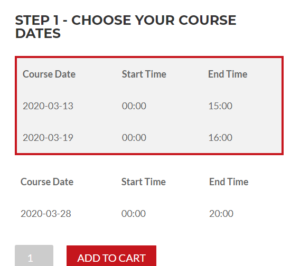 STEP 1 - CHOOSE YOUR COURSE
DATES
Course Date Start Time End Time
2020-03-13 00:00 15:00
2020-03-19 00:00 16:00
Course Date Start Time End Time
2020-03-28 00:00 20:00
1 ADD TO CART